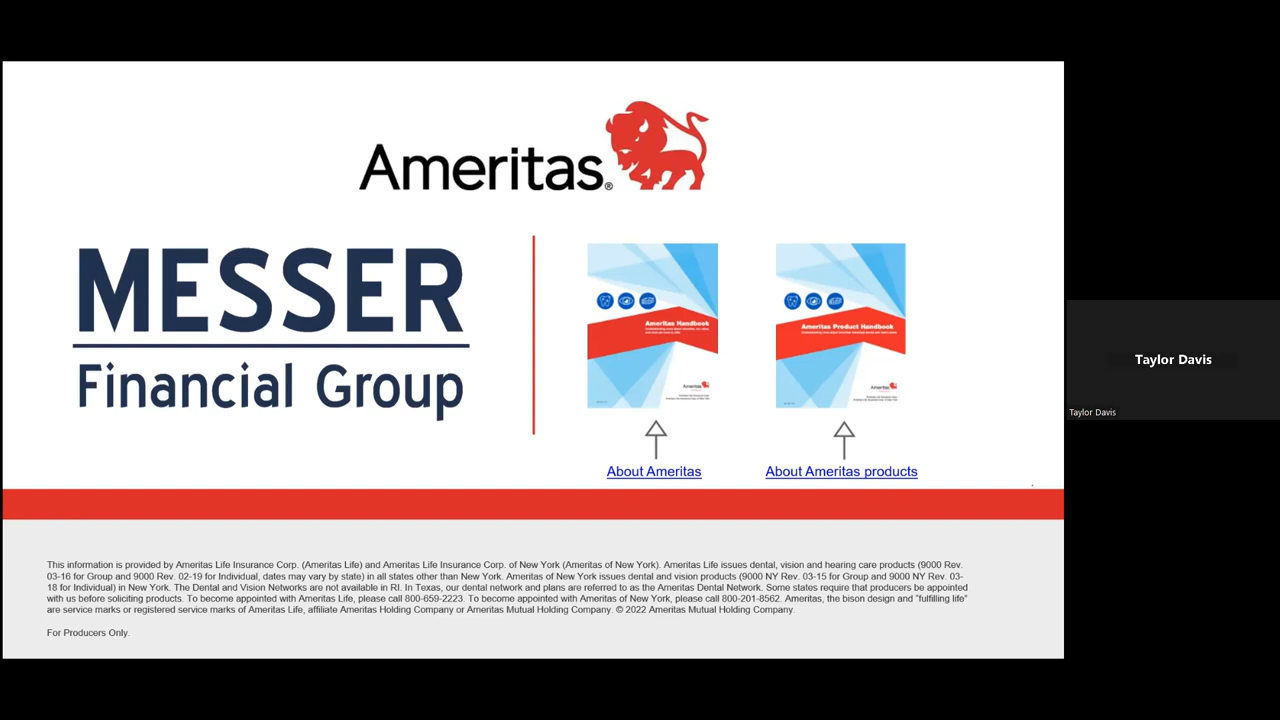 Ameritas®
MESSER
Financial Group
Ameritas Handbook
Ameritas Product Handbook
Ameritas
Ameritas
About Ameritas
About Ameritas products
Taylor Davis
Taylor Davis
This information is provided by Ameritas Life Insurance Corp. (Ameritas Life) and Ameritas Life Insurance Corp. of New York (Ameritas of New York). Ameritas Life issues dental, vision and hearing care products (9000 Rev.
03-16 for Group and 9000 Rev. 02-19 for Individual, dates may vary by state) in all states other than New York. Ameritas of New York issues dental and vision products (9000 NY Rev. 03-15 for Group and 9000 NY Rev. 03-
18 for Individual) in New York. The Dental and Vision Networks are not available in RI. In Texas, our dental network and plans are referred to as the Ameritas Dental Network. Some states require that producers be appointed
with us before soliciting products. To become appointed with Ameritas Life, please call 800-659-2223. To become appointed with Ameritas of New York, please call 800-201-8562. Ameritas, the bison design and "fulfilling life"
are service marks or registered service marks of Ameritas Life, affiliate Ameritas Holding Company or Ameritas Mutual Holding Company. © 2022 Ameritas Mutual Holding Company.
For Producers Only.